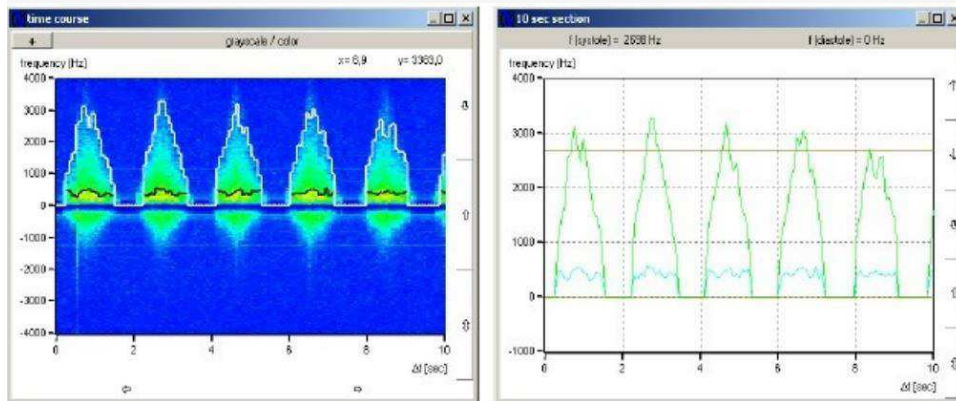 time course
+ grayscale / color
frequency (Hz) x= 6,9 y= 3363,0
4000
3000
2000
1000
0
-1000
-2000
-3000
-4000
0 2 4 6 8 10
Δt [sec]
10 sec section
f (systole) = 2698 Hz f (diastole) = 0 Hz
frequency (Hz)
4000
3000
2000
1000
0
-1000
0 2 4 6 8 10
Δt [sec]